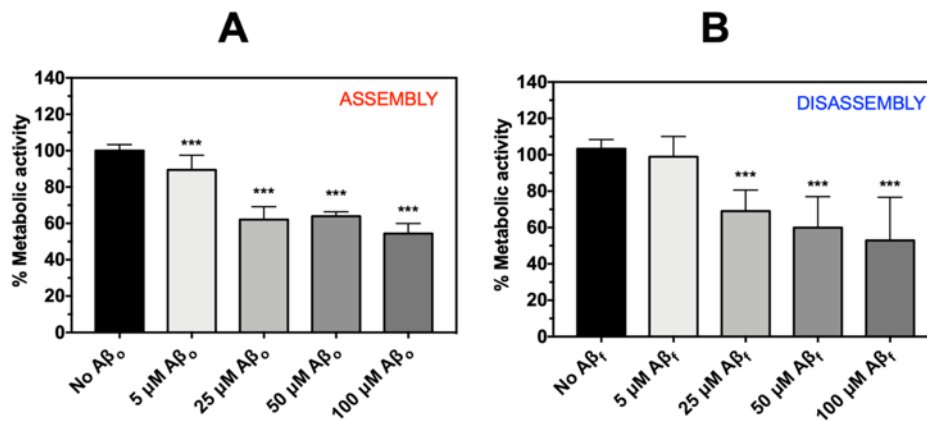 A
ASSEMBLY
% Metabolic activity
140
120
100
80
60
40
20
0
***
***
***
***
No Aβₒ
5 μM Aβₒ
25 μM Aβₒ
50 μM Aβₒ
100 μM Aβₒ
B
DISASSEMBLY
% Metabolic activity
140
120
100
80
60
40
20
0
***
***
***
No Aβf
5 μM Aβf
25 μM Aβf
50 μM Aβf
100 μM Aβf